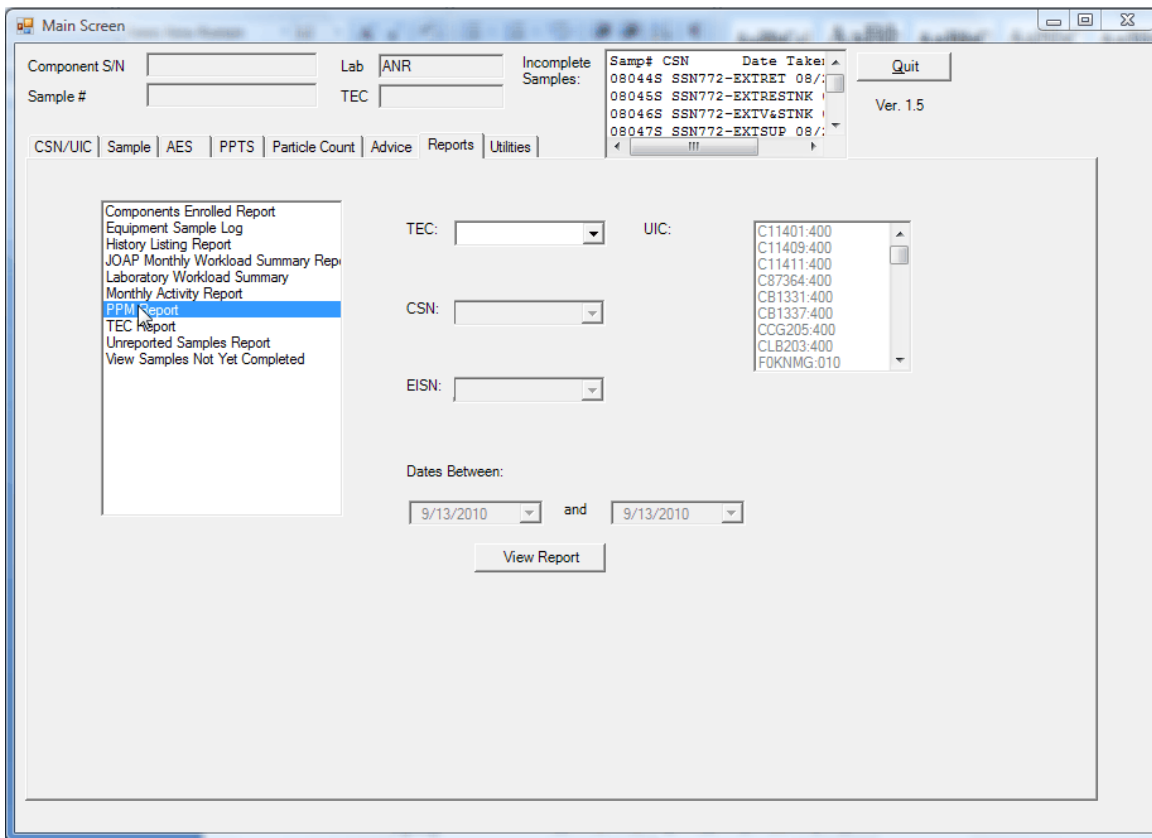 Main Screen
Component S/N
Lab ANR
Incomplete Samples:
Samp# CSN Date Taken
08044S SSN772-EXTRET 08/
08045S SSN772-EXTRESTNK
08046S SSN772-EXTV&STNK
08047S SSN772-EXTSUP 08/
Quit
Sample #
TEC
Ver. 1.5
CSN/UIC Sample AES PPTS Particle Count Advice Reports Utilities
Components Enrolled Report
Equipment Sample Log
History Listing Report
JOAP Monthly Workload Summary Repo
Laboratory Workload Summary
Monthly Activity Report
PPM Report
TEC Report
Unreported Samples Report
View Samples Not Yet Completed
TEC:
CSN:
EISN:
UIC:
C11401:400
C11409:400
C11411:400
C87364:400
CB1331:400
CB1337:400
CCG205:400
CLB203:400
F0KNMG:010
Dates Between:
9/13/2010 and 9/13/2010
View Report